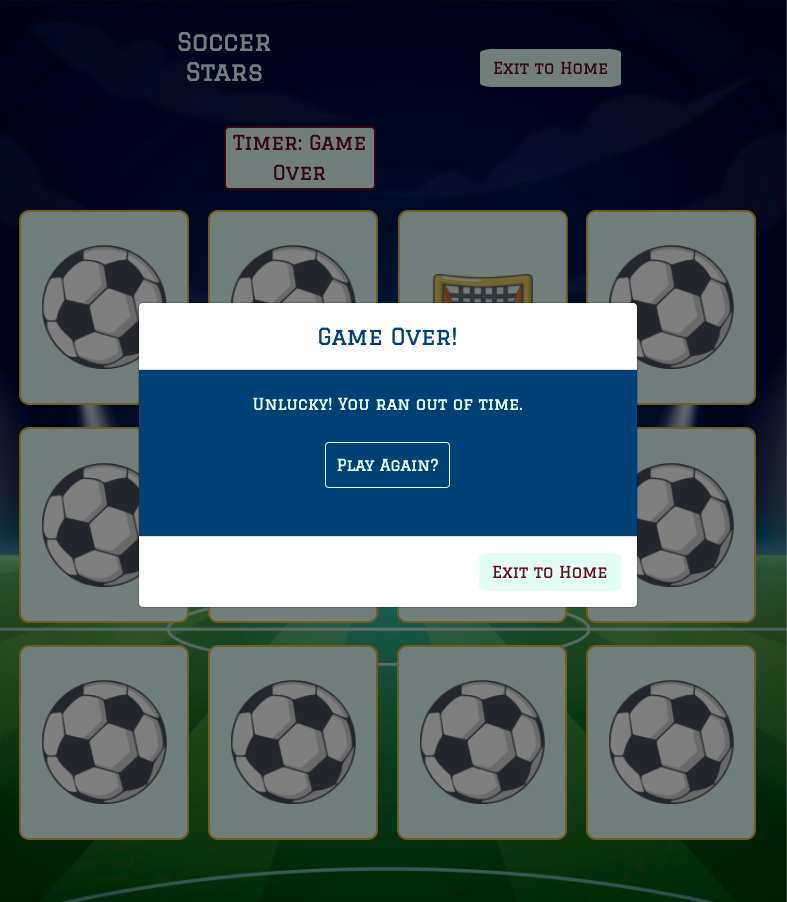 Soccer
Stars
Exit to Home
Timer: Game
Over
Game Over!
Unlucky! You ran out of time.
Play Again?
Exit to Home